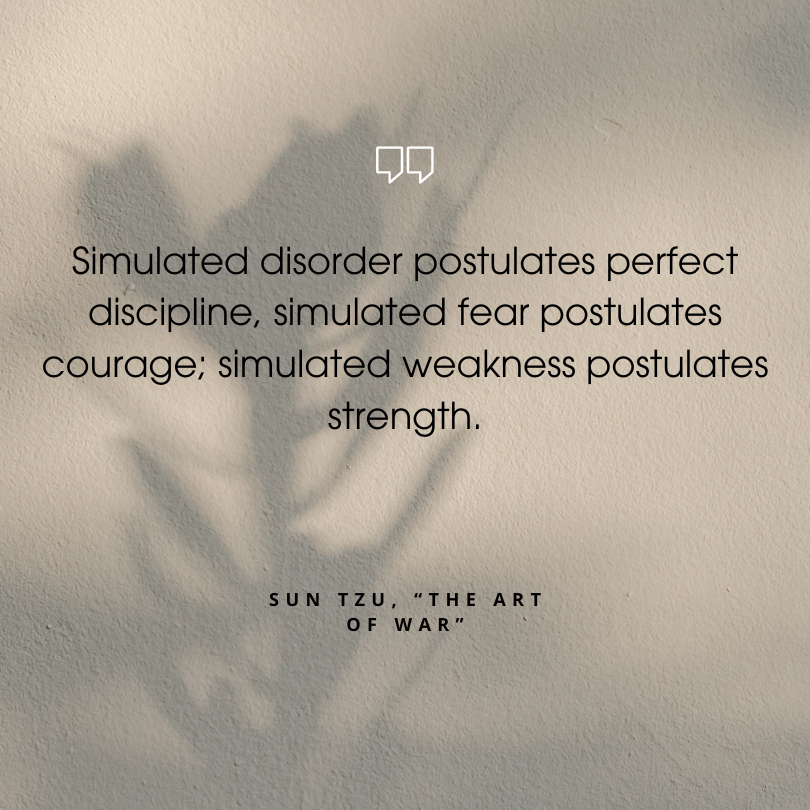 Simulated disorder postulates perfect
discipline, simulated fear postulates
courage; simulated weakness postulates
strength.
SUN TZU, “THE ART
OF WAR”